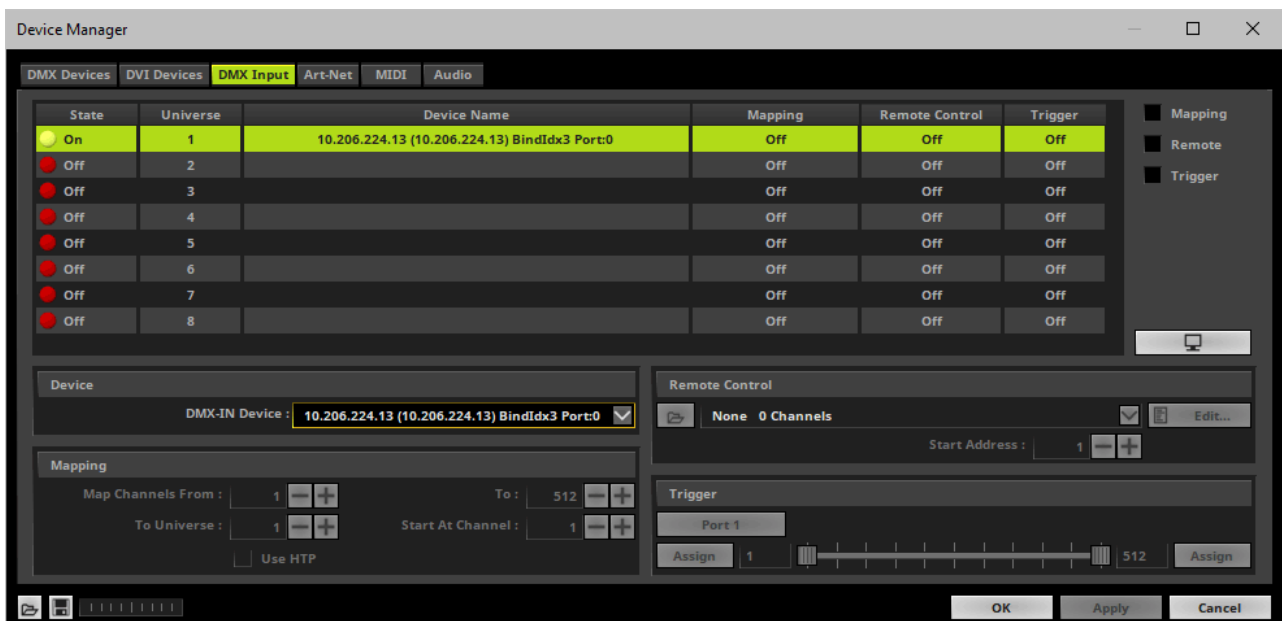 Device Manager
DMX Devices DVI Devices DMX Input Art-Net MIDI Audio
State Universe Device Name Mapping Remote Control Trigger
On 1 10.206.224.13 (10.206.224.13) BindIdx3 Port:0 Off Off Off
Off 2 Off Off Off
Off 3 Off Off Off
Off 4 Off Off Off
Off 5 Off Off Off
Off 6 Off Off Off
Off 7 Off Off Off
Off 8 Off Off Off
Mapping
Remote
Trigger
Device
DMX-IN Device : 10.206.224.13 (10.206.224.13) BindIdx3 Port:0
Mapping
Map Channels From : 1 To : 512
To Universe : 1 Start At Channel : 1
Use HTP
Remote Control
None 0 Channels Edit...
Start Address : 1
Trigger
Port 1
Assign 1 512 Assign
OK Apply Cancel